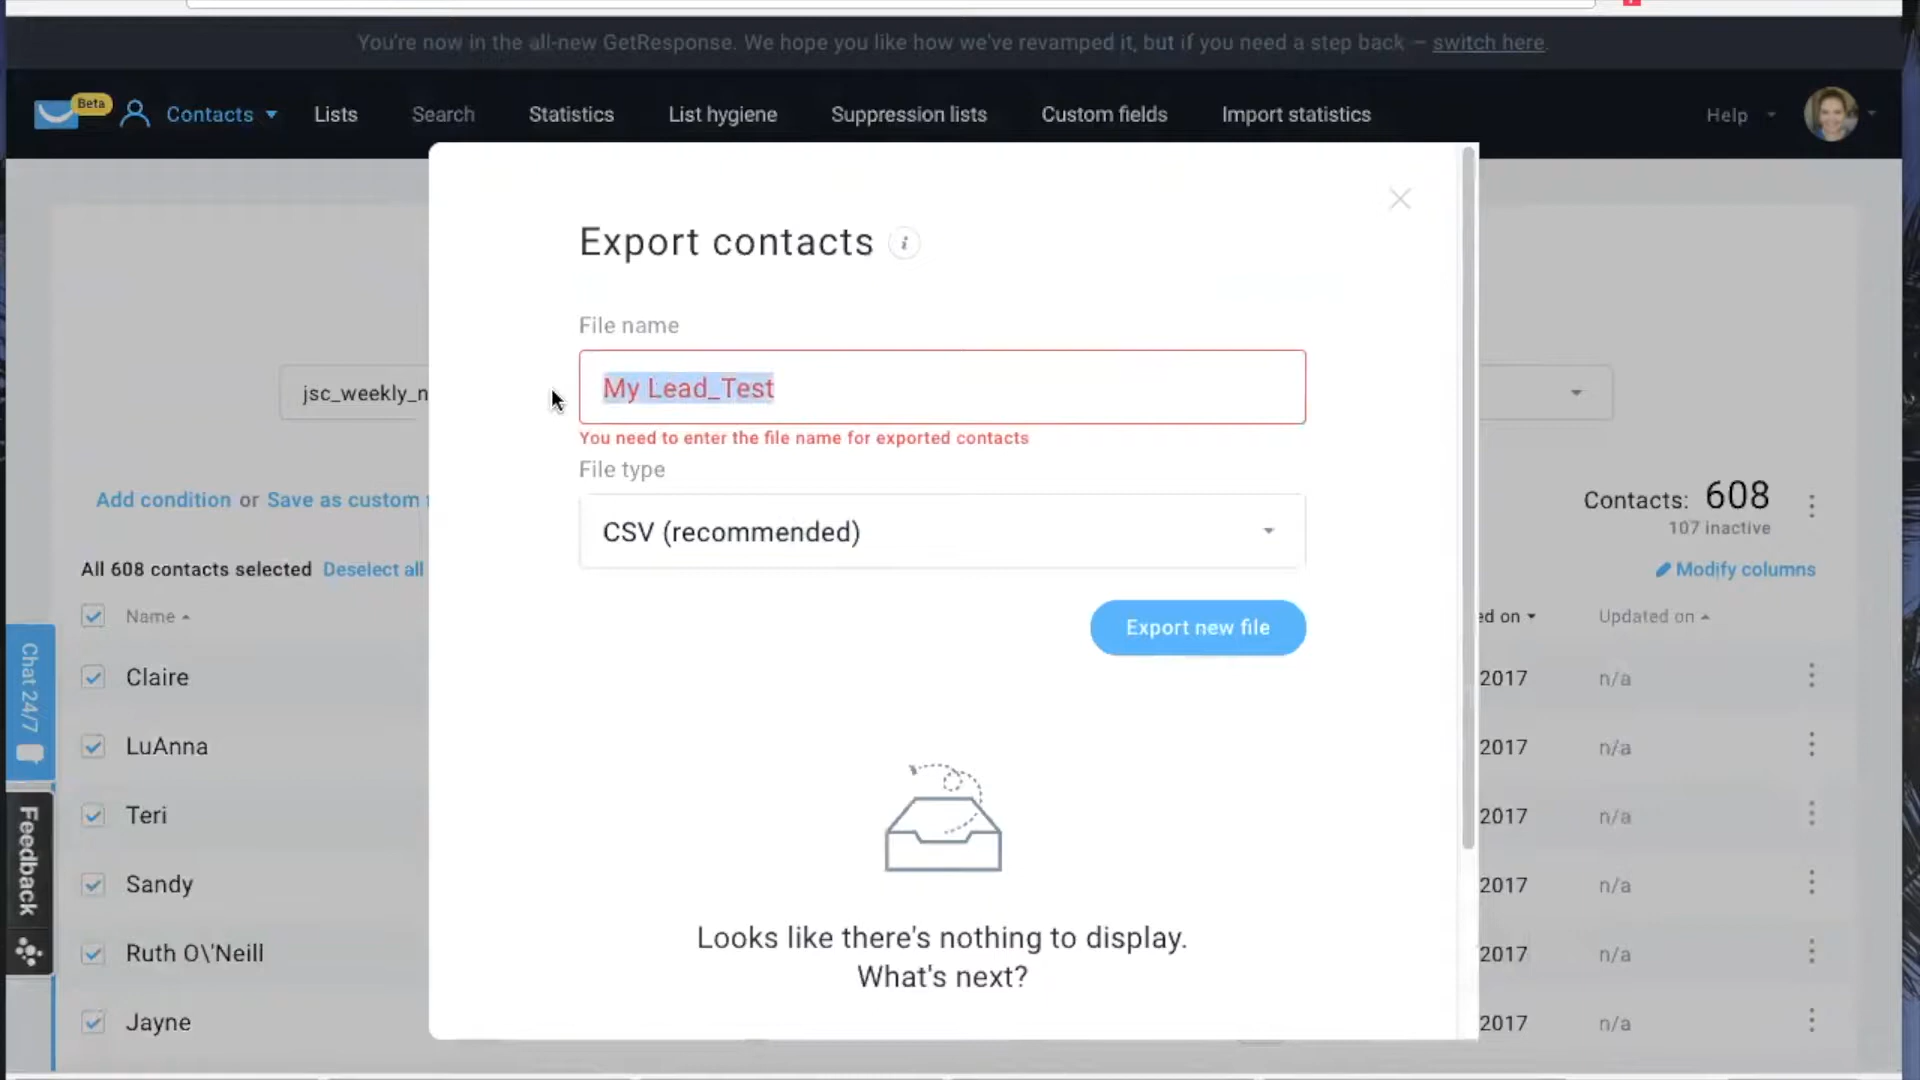 You're now in the all-new GetResponse. We hope you like how we've revamped it, but if you need a step back – switch here.
Beta
Contacts
Lists
Search
Statistics
List hygiene
Suppression lists
Custom fields
Import statistics
Help
Export contacts
i
File name
My Lead_Test
You need to enter the file name for exported contacts
File type
CSV (recommended)
Export new file
Looks like there's nothing to display.
What's next?
jsc_weekly_n
Add condition or Save as custom
Contacts: 608
107 inactive
All 608 contacts selected Deselect all
Modify columns
Name
ed on
Updated on
Claire
2017
n/a
LuAnna
2017
n/a
Teri
2017
n/a
Sandy
2017
n/a
Ruth O\'Neill
2017
n/a
Jayne
2017
n/a
Chat 24/7
Feedback